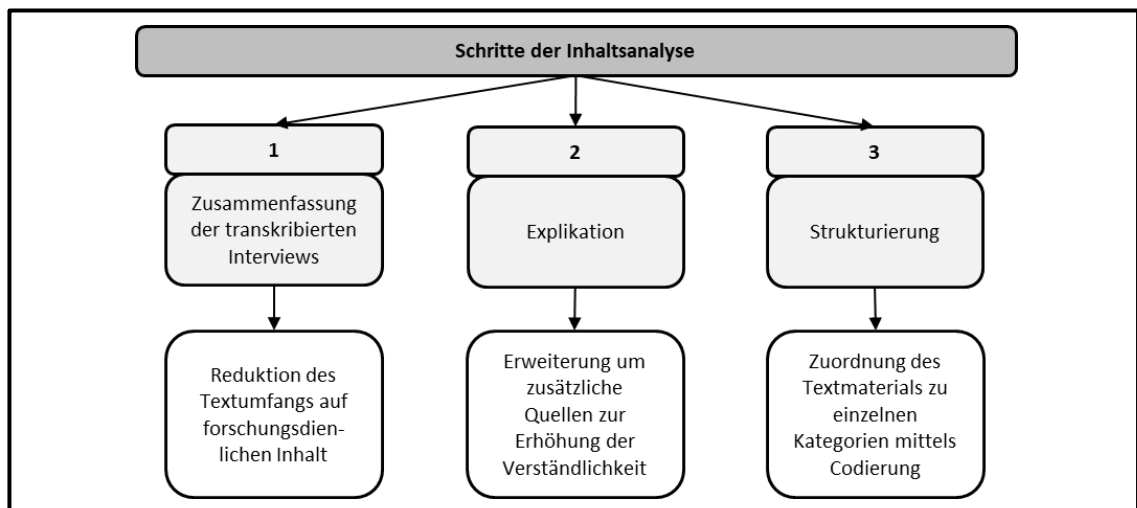 Schritte der Inhaltsanalyse
1
Zusammenfassung
der transkribierten
Interviews
Reduktion des
Textumfangs auf
forschungsdien-
lichen Inhalt
2
Explikation
Erweiterung um
zusätzliche
Quellen zur
Erhöhung der
Verständlichkeit
3
Strukturierung
Zuordnung des
Textmaterials zu
einzelnen
Kategorien mittels
Codierung